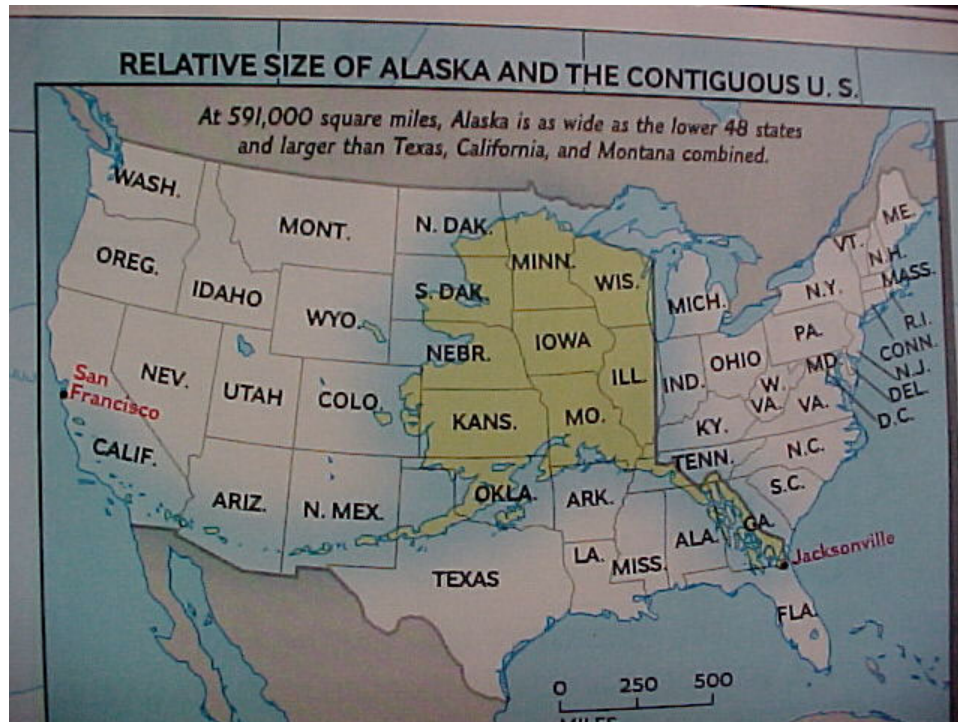 RELATIVE SIZE OF ALASKA AND THE CONTIGUOUS U. S.
At 591,000 square miles, Alaska is as wide as the lower 48 states
and larger than Texas, California, and Montana combined.
WASH.
MONT.
N. DAK.
MINN.
ME.
VT.
N.H.
OREG.
IDAHO
S. DAK.
WIS.
MICH.
N.Y.
MASS.
WYO.
R.I.
NEBR.
IOWA
PA.
CONN.
San
Francisco
NEV.
UTAH
COLO.
ILL.
IND.
OHIO
MD.
N.J.
DEL.
W.
VA.
VA.
D.C.
KANS.
MO.
KY.
CALIF.
N.C.
TENN.
ARIZ.
N. MEX.
OKLA.
ARK.
S.C.
LA.
MISS.
ALA.
GA.
Jacksonville
TEXAS
FLA.
0 250 500
MILES